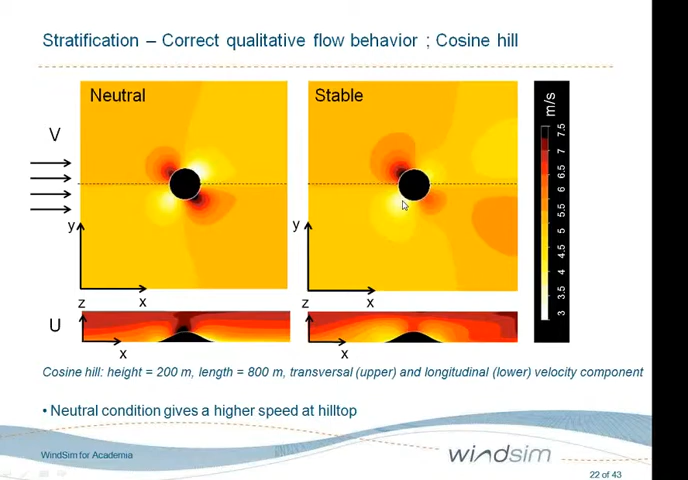 Stratification – Correct qualitative flow behavior ; Cosine hill
Neutral
Stable
m/s
7.5
7
6.5
6
5.5
5
4.5
4
3.5
3
V
y
x
y
x
z
x
z
x
U
Cosine hill: height = 200 m, length = 800 m, transversal (upper) and longitudinal (lower) velocity component
• Neutral condition gives a higher speed at hilltop
WindSim for Academia
windsim
22 of 43